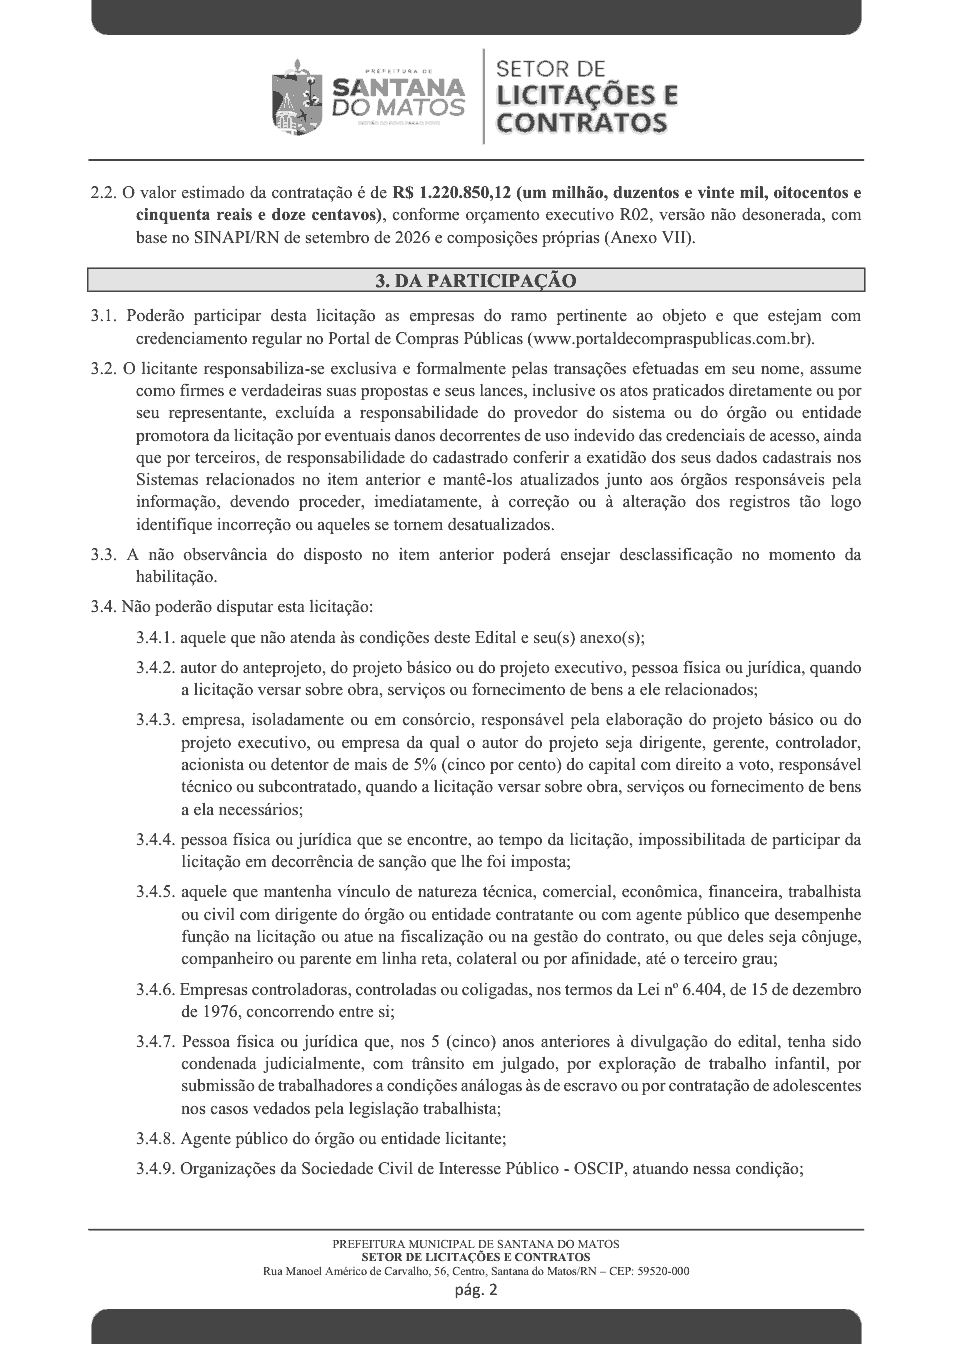 PREFEITURA DE
SANTANA
DO MATOS
SETOR DE
LICITAÇÕES E
CONTRATOS
2.2. O valor estimado da contratação é de R$ 1.220.850,12 (um milhão, duzentos e vinte mil, oitocentos e
cinquenta reais e doze centavos), conforme orçamento executivo R02, versão não desonerada, com
base no SINAPI/RN de setembro de 2026 e composições próprias (Anexo VII).
3. DA PARTICIPAÇÃO
3.1. Poderão participar desta licitação as empresas do ramo pertinente ao objeto e que estejam com
credenciamento regular no Portal de Compras Públicas (www.portaldecompraspublicas.com.br).
3.2. O licitante responsabiliza-se exclusiva e formalmente pelas transações efetuadas em seu nome, assume
como firmes e verdadeiras suas propostas e seus lances, inclusive os atos praticados diretamente ou por
seu representante, excluída a responsabilidade do provedor do sistema ou do órgão ou entidade
promotora da licitação por eventuais danos decorrentes de uso indevido das credenciais de acesso, ainda
que por terceiros, de responsabilidade do cadastrado conferir a exatidão dos seus dados cadastrais nos
Sistemas relacionados no item anterior e mantê-los atualizados junto aos órgãos responsáveis pela
informação, devendo proceder, imediatamente, à correção ou à alteração dos registros tão logo
identifique incorreção ou aqueles se tornem desatualizados.
3.3. A não observância do disposto no item anterior poderá ensejar desclassificação no momento da
habilitação.
3.4. Não poderão disputar esta licitação:
3.4.1. aquele que não atenda às condições deste Edital e seu(s) anexo(s);
3.4.2. autor do anteprojeto, do projeto básico ou do projeto executivo, pessoa física ou jurídica, quando
a licitação versar sobre obra, serviços ou fornecimento de bens a ele relacionados;
3.4.3. empresa, isoladamente ou em consórcio, responsável pela elaboração do projeto básico ou do
projeto executivo, ou empresa da qual o autor do projeto seja dirigente, gerente, controlador,
acionista ou detentor de mais de 5% (cinco por cento) do capital com direito a voto, responsável
técnico ou subcontratado, quando a licitação versar sobre obra, serviços ou fornecimento de bens
a ela necessários;
3.4.4. pessoa física ou jurídica que se encontre, ao tempo da licitação, impossibilitada de participar da
licitação em decorrência de sanção que lhe foi imposta;
3.4.5. aquele que mantenha vínculo de natureza técnica, comercial, econômica, financeira, trabalhista
ou civil com dirigente do órgão ou entidade contratante ou com agente público que desempenhe
função na licitação ou atue na fiscalização ou na gestão do contrato, ou que deles seja cônjuge,
companheiro ou parente em linha reta, colateral ou por afinidade, até o terceiro grau;
3.4.6. Empresas controladoras, controladas ou coligadas, nos termos da Lei nº 6.404, de 15 de dezembro
de 1976, concorrendo entre si;
3.4.7. Pessoa física ou jurídica que, nos 5 (cinco) anos anteriores à divulgação do edital, tenha sido
condenada judicialmente, com trânsito em julgado, por exploração de trabalho infantil, por
submissão de trabalhadores a condições análogas às de escravo ou por contratação de adolescentes
nos casos vedados pela legislação trabalhista;
3.4.8. Agente público do órgão ou entidade licitante;
3.4.9. Organizações da Sociedade Civil de Interesse Público - OSCIP, atuando nessa condição;
PREFEITURA MUNICIPAL DE SANTANA DO MATOS
SETOR DE LICITAÇÕES E CONTRATOS
Rua Manoel Américo de Carvalho, 56, Centro, Santana do Matos/RN – CEP: 59520-000
pág. 2